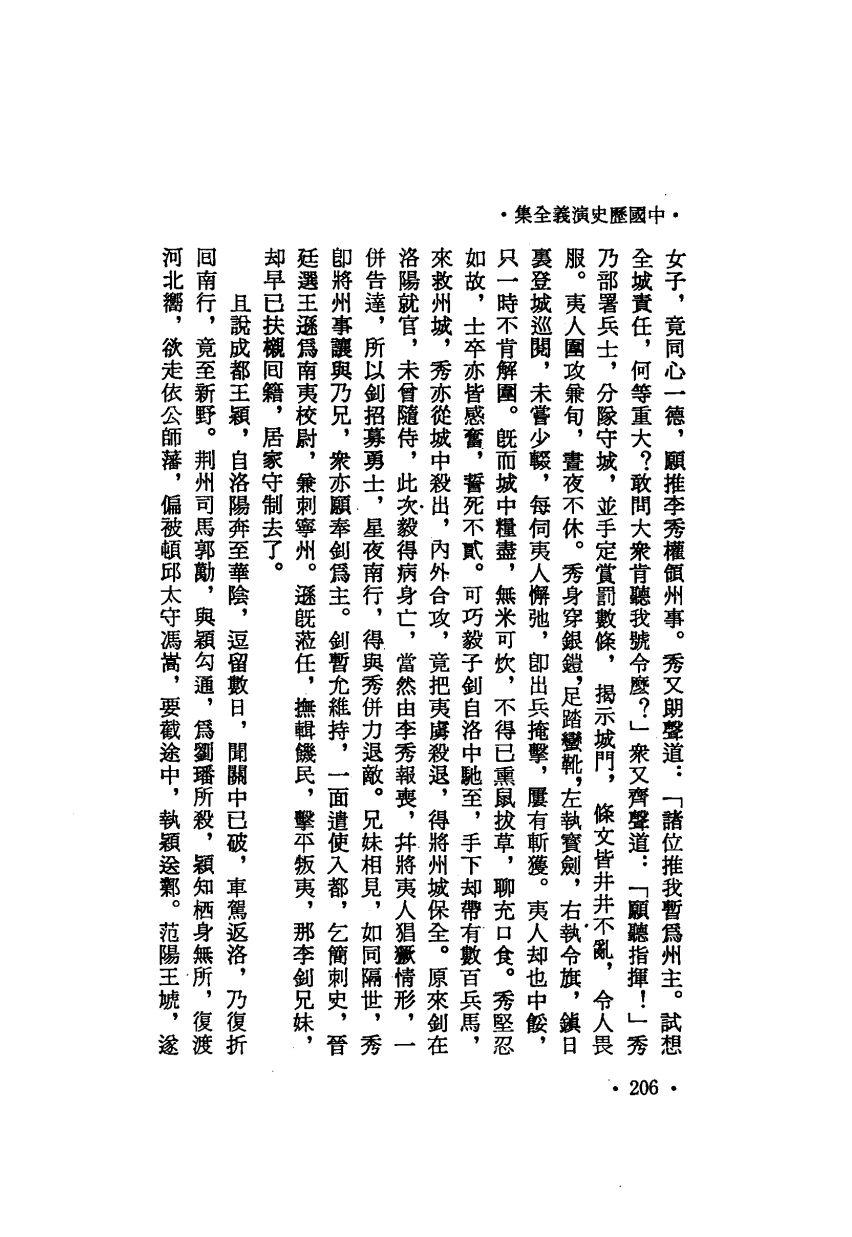 ·中國歷史演義全集·
女子，竟同心一德，願推李秀權領州事。秀又朗聲道：「諸位推我暫爲州主。試想
全城責任，何等重大？敢問大衆肯聽我號令麼？」衆又齊聲道：「願聽指揮！」秀
乃部署兵士，分隊守城，並手定賞罰數條，揭示城門，條文皆井井不亂，令人畏
服。夷人圍攻兼旬，晝夜不休。秀身穿銀鎧，足踏蠻靴，左執寶劍，右執令旗，鎮日
裏登城巡閱，未嘗少輟，每伺夷人懈弛，卽出兵掩擊，屢有斬獲。夷人却也中餒，
只一時不肯解圍。旣而城中糧盡，無米可炊，不得已熏鼠拔草，聊充口食。秀堅忍
如故，士卒亦皆感奮，誓死不貳。可巧毅子釗自洛中馳至，手下却帶有數百兵馬，
來救州城，秀亦從城中殺出，內外合攻，竟把夷虜殺退，得將州城保全。原來釗在
洛陽就官，未曾隨侍，此次毅得病身亡，當然由李秀報喪，幷將夷人猖獗情形，一
併告達，所以釗招募勇士，星夜南行，得與秀併力退敵。兄妹相見，如同隔世，秀
卽將州事讓與乃兄，衆亦願奉釗爲主。釗暫允維持，一面遣使入都，乞簡刺史，晉
廷選王遜爲南夷校尉，兼刺寧州。遜旣蒞任，撫輯饑民，擊平叛夷，那李釗兄妹，
却早已扶櫬囘籍，居家守制去了。
且說成都王穎，自洛陽奔至華陰，逗留數日，聞關中已破，車駕返洛，乃復折
囘南行，竟至新野。荆州司馬郭勱，與穎勾通，爲劉璠所殺，穎知栖身無所，復渡
河北嚮，欲走依公師藩，偏被頓邱太守馮嵩，要截途中，執穎送鄴。范陽王虓，遂
·206·